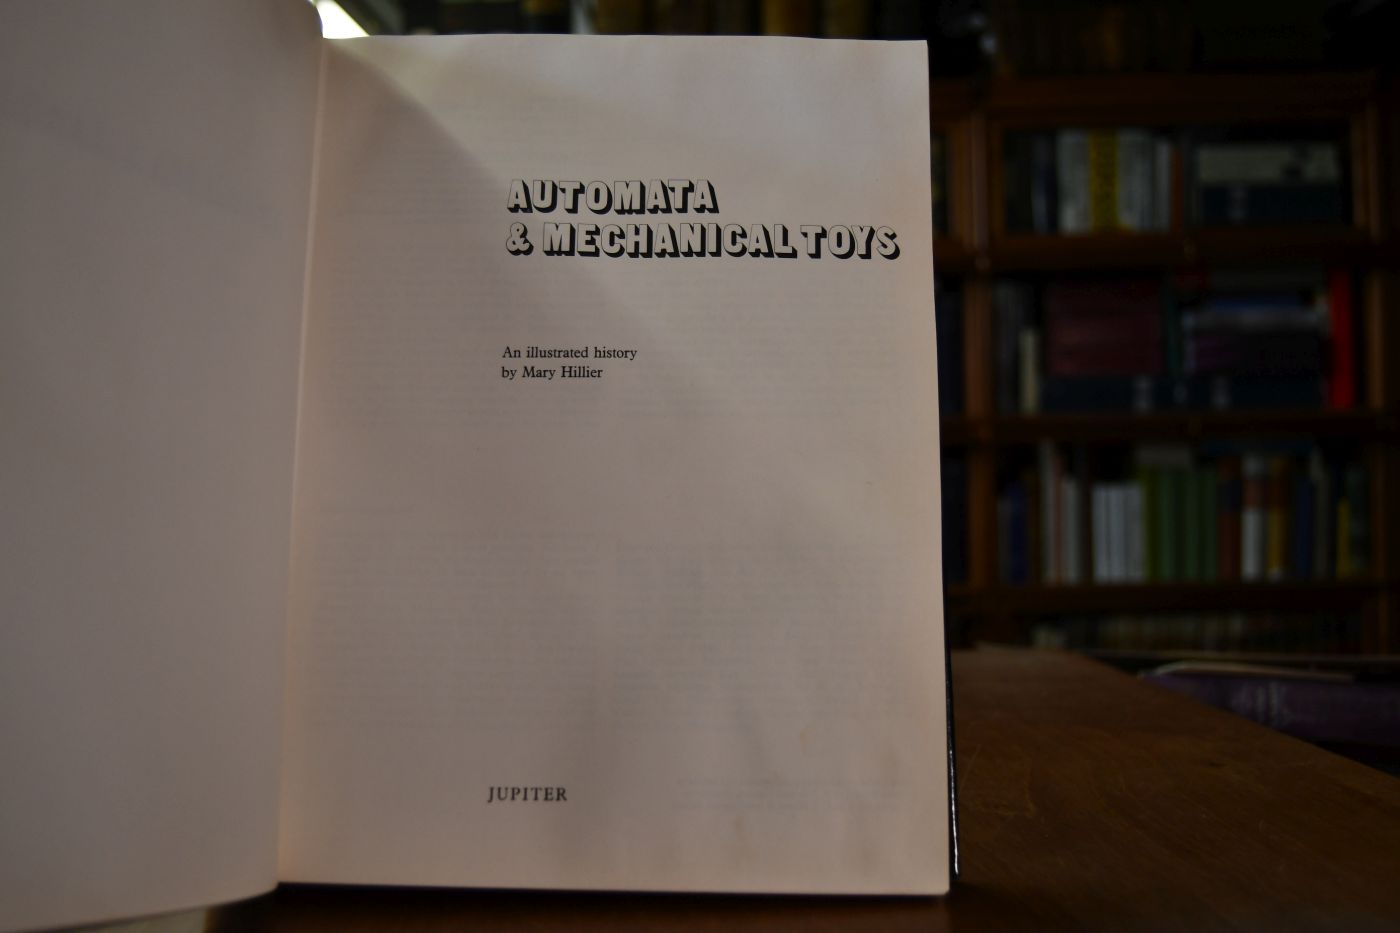 AUTOMATA
& MECHANICAL TOYS
An illustrated history
by Mary Hillier
JUPITER